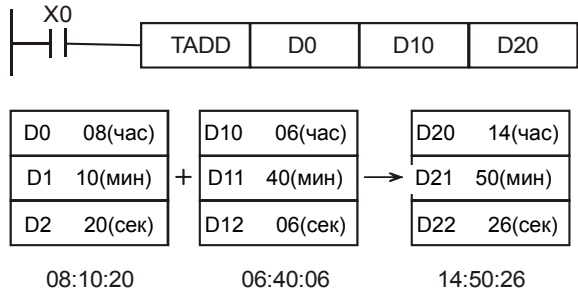 X0
TADD D0 D10 D20
D0 08(час) D10 06(час) D20 14(час)
D1 10(мин) + D11 40(мин) → D21 50(мин)
D2 20(сек) D12 06(сек) D22 26(сек)
08:10:20 06:40:06 14:50:26